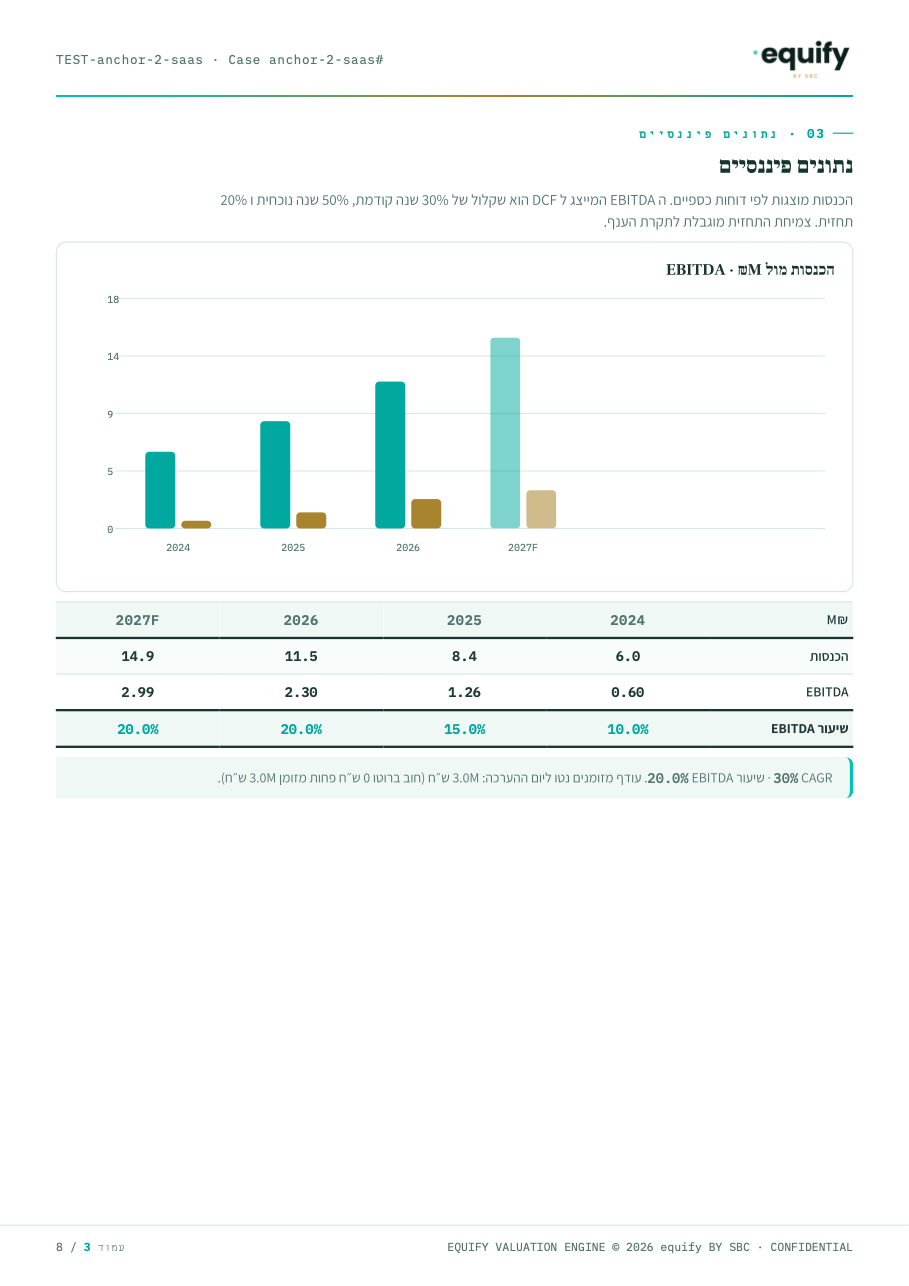 TEST-anchor-2-saas · Case anchor-2-saas#
equify
BY SBC
03 · נתונים פיננסיים
נתונים פיננסיים
הכנסות מוצגות לפי דוחות כספיים. ה EBITDA המייצג ל DCF הוא שקלול של 30% שנה קודמת, 50% שנה נוכחית ו 20%
תחזית. צמיחת התחזית מוגבלת לתקרת הענף.
הכנסות מול EBITDA · ₪M
18
14
9
5
0
2024 2025 2026 2027F
₪M 2024 2025 2026 2027F
הכנסות 6.0 8.4 11.5 14.9
EBITDA 0.60 1.26 2.30 2.99
שיעור EBITDA 10.0% 15.0% 20.0% 20.0%
CAGR 30% · שיעור EBITDA 20.0%. עודף מזומנים נטו ליום ההערכה: 3.0M ש״ח (חוב ברוטו 0 ש״ח פחות מזומן 3.0M ש״ח).
EQUIFY VALUATION ENGINE © 2026 equify BY SBC · CONFIDENTIAL
עמוד 3 / 8